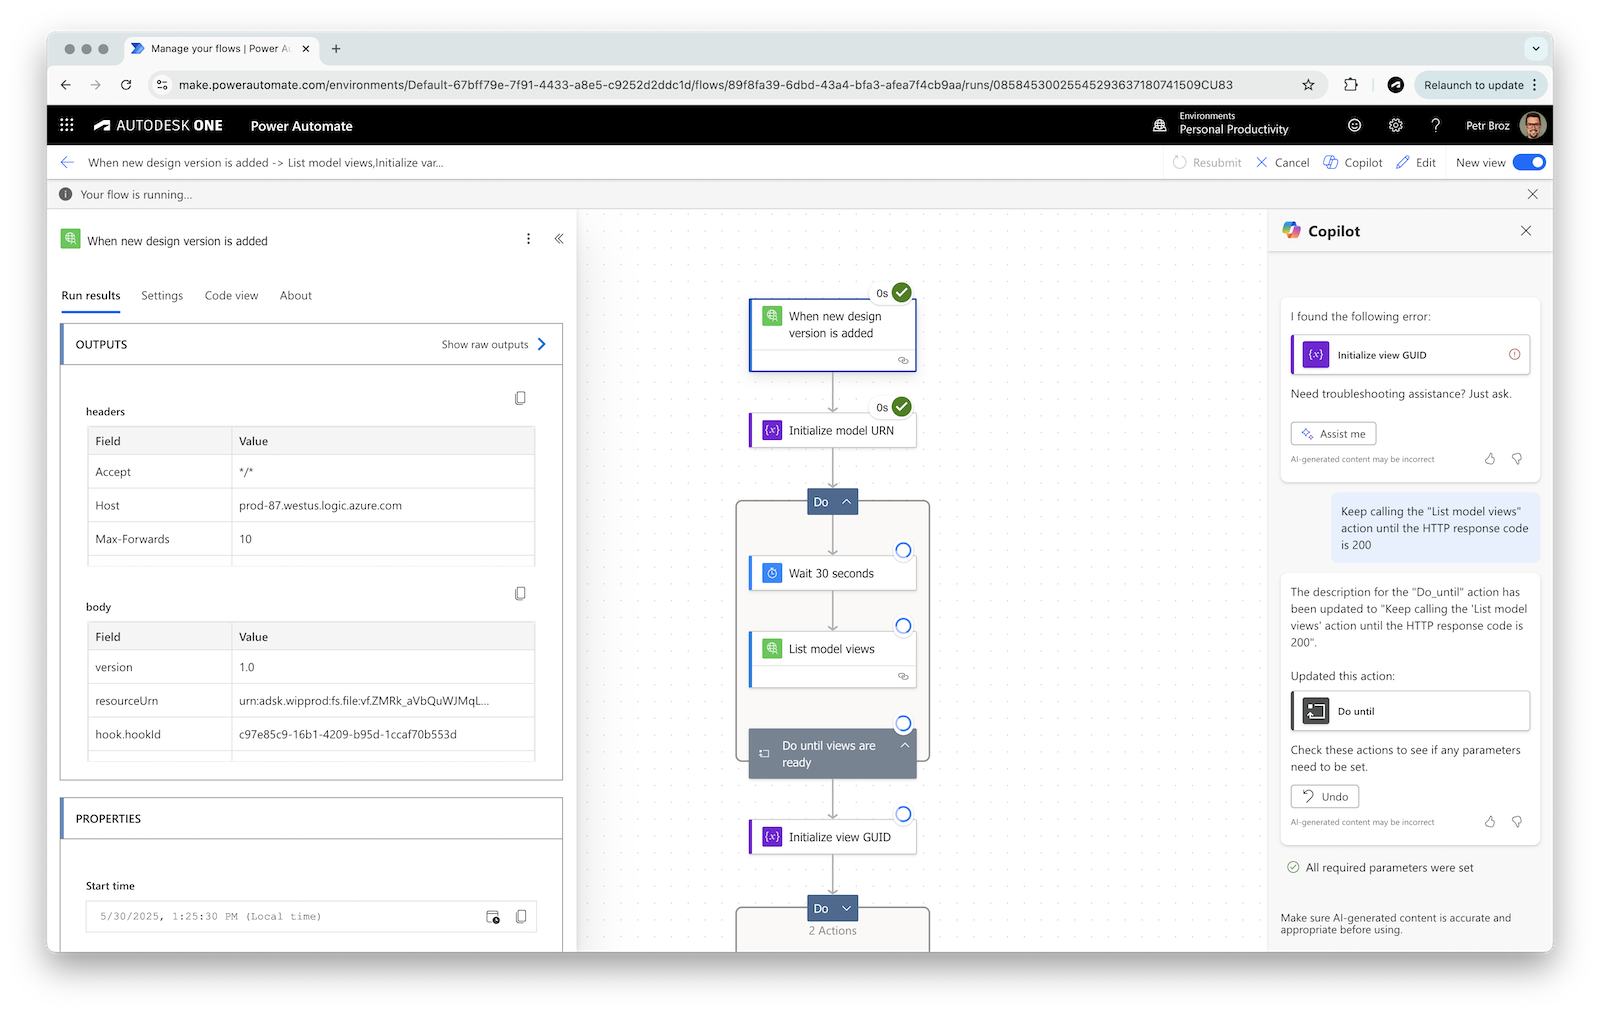 Manage your flows | Power Au
make.powerautomate.com/environments/Default-67bff79e-7f91-4433-a8e5-c9252d2ddc1d/flows/89f8fa39-6dbd-43a4-bfa3-afea7f4cb9aa/runs/08584530025545293637180741509CU83
Relaunch to update
AUTODESK ONE
Power Automate
Environments
Personal Productivity
?
Petr Broz
When new design version is added -> List model views,Initialize var...
Resubmit
Cancel
Copilot
Edit
New view
Your flow is running...
When new design version is added
Run results
Settings
Code view
About
OUTPUTS
Show raw outputs
headers
Field Value
Accept */*
Host prod-87.westus.logic.azure.com
Max-Forwards 10
body
Field Value
version 1.0
resourceUrn urn:adsk.wipprod:fs.file:vf.ZMRk_aVbQuWJMqL...
hook.hookId c97e85c9-16b1-4209-b95d-1ccaf70b553d
PROPERTIES
Start time
5/30/2025, 1:25:30 PM (Local time)
0s
When new design
version is added
0s
{x} Initialize model URN
Do
Wait 30 seconds
List model views
Do until views are
ready
{x} Initialize view GUID
Do
2 Actions
Copilot
I found the following error:
{x} Initialize view GUID
Need troubleshooting assistance? Just ask.
Assist me
AI-generated content may be incorrect
Keep calling the "List model views"
action until the HTTP response code
is 200
The description for the "Do_until" action has
been updated to "Keep calling the 'List model
views' action until the HTTP response code is
200".
Updated this action:
Do until
Check these actions to see if any parameters
need to be set.
Undo
AI-generated content may be incorrect
All required parameters were set
Make sure AI-generated content is accurate and
appropriate before using.